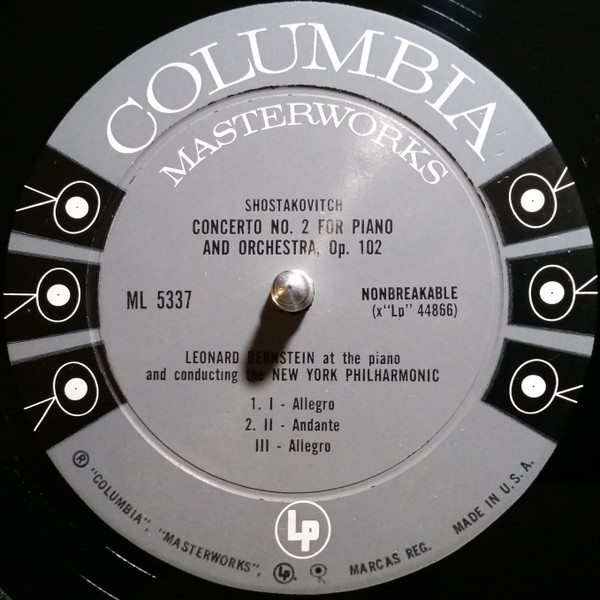 COLUMBIA
MASTERWORKS
SHOSTAKOVITCH
CONCERTO NO. 2 FOR PIANO
AND ORCHESTRA, Op. 102
ML 5337
NONBREAKABLE
(x"Lp" 44866)
LEONARD BERNSTEIN at the piano
and conducting the NEW YORK PHILHARMONIC
1. I - Allegro
2. II - Andante
III - Allegro
Lp
® "COLUMBIA", "MASTERWORKS", Lp, MARCAS REG. MADE IN U.S.A.